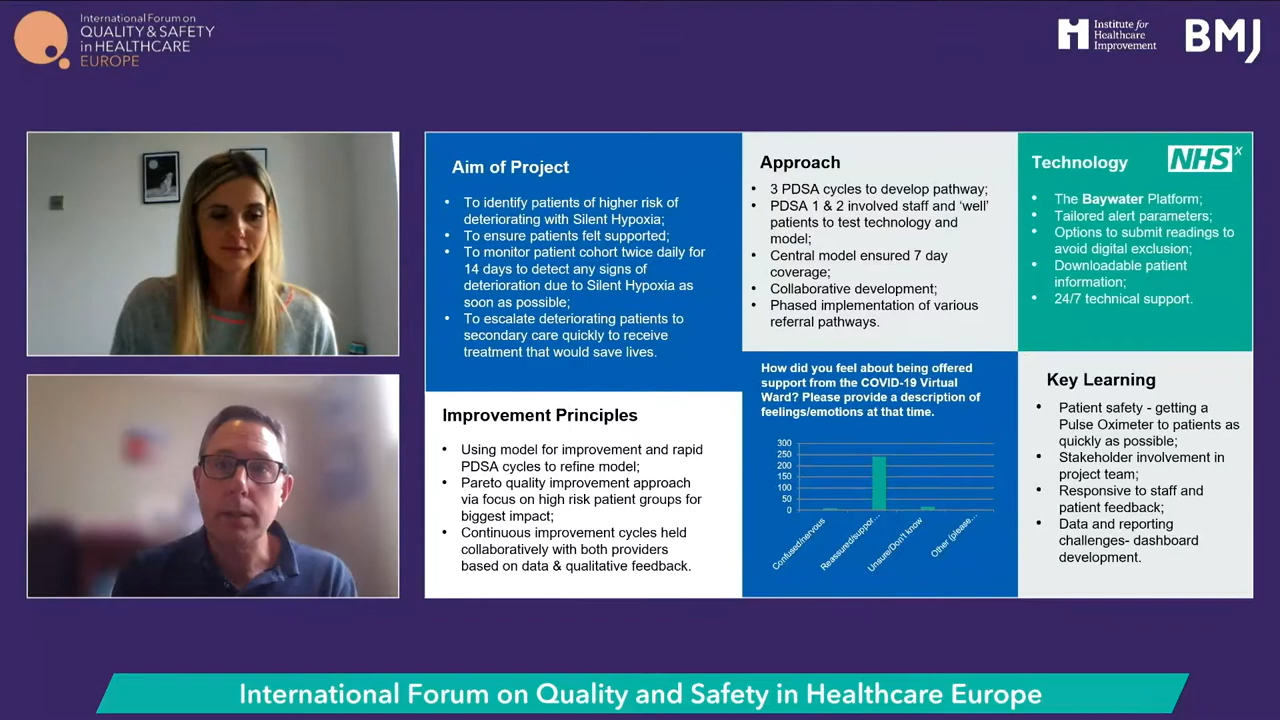 International Forum on
QUALITY & SAFETY
in HEALTHCARE
EUROPE
Institute for
Healthcare
Improvement
BMJ
Aim of Project
• To identify patients of higher risk of
deteriorating with Silent Hypoxia;
• To ensure patients felt supported;
• To monitor patient cohort twice daily for
14 days to detect any signs of
deterioration due to Silent Hypoxia as
soon as possible;
• To escalate deteriorating patients to
secondary care quickly to receive
treatment that would save lives.
Improvement Principles
• Using model for improvement and rapid
PDSA cycles to refine model;
• Pareto quality improvement approach
via focus on high risk patient groups for
biggest impact;
• Continuous improvement cycles held
collaboratively with both providers
based on data & qualitative feedback.
Approach
• 3 PDSA cycles to develop pathway;
• PDSA 1 & 2 involved staff and ‘well’
patients to test technology and
model;
• Central model ensured 7 day
coverage;
• Collaborative development;
• Phased implementation of various
referral pathways.
How did you feel about being offered
support from the COVID-19 Virtual
Ward? Please provide a description of
feelings/emotions at that time.
300
250
200
150
100
50
0
Confused/nervous
Reassured/suppor...
Unsure/Don't know
Other (please...
Technology
NHSX
• The Baywater Platform;
• Tailored alert parameters;
• Options to submit readings to
avoid digital exclusion;
• Downloadable patient
information;
• 24/7 technical support.
Key Learning
• Patient safety - getting a
Pulse Oximeter to patients as
quickly as possible;
• Stakeholder involvement in
project team;
• Responsive to staff and
patient feedback;
• Data and reporting
challenges- dashboard
development.
International Forum on Quality and Safety in Healthcare Europe